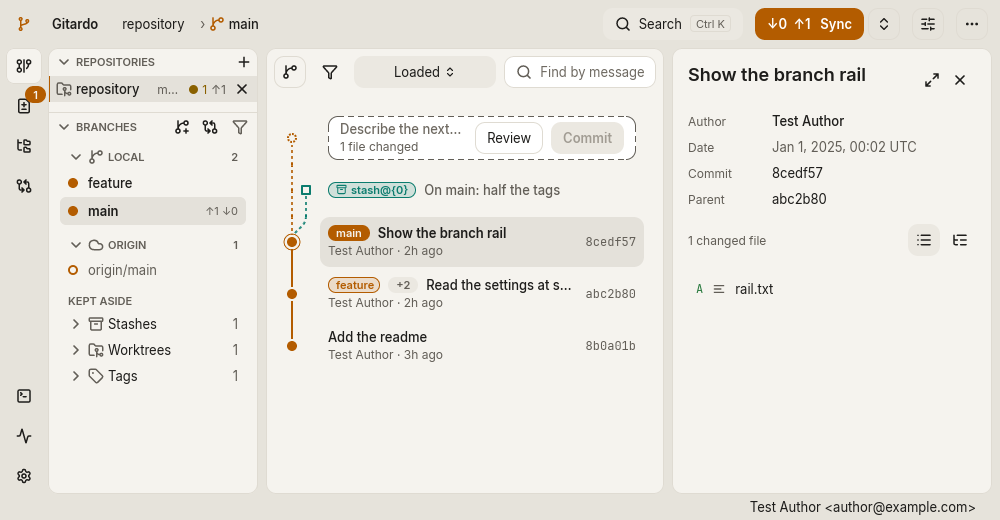 Gitardo repository › main Search Ctrl K ↓0 ↑1 Sync
REPOSITORIES
repository m... 1 ↑1
1
BRANCHES
LOCAL 2
feature
main ↑1 ↓0
ORIGIN 1
origin/main
KEPT ASIDE
Stashes 1
Worktrees 1
Tags 1
Loaded Find by message
Describe the next...
1 file changed
Review Commit
stash@{0} On main: half the tags
main Show the branch rail
Test Author · 2h ago 8cedf57
feature +2 Read the settings at s...
Test Author · 2h ago abc2b80
Add the readme
Test Author · 3h ago 8b0a01b
Show the branch rail
Author Test Author
Date Jan 1, 2025, 00:02 UTC
Commit 8cedf57
Parent abc2b80
1 changed file
A rail.txt
Test Author <author@example.com>